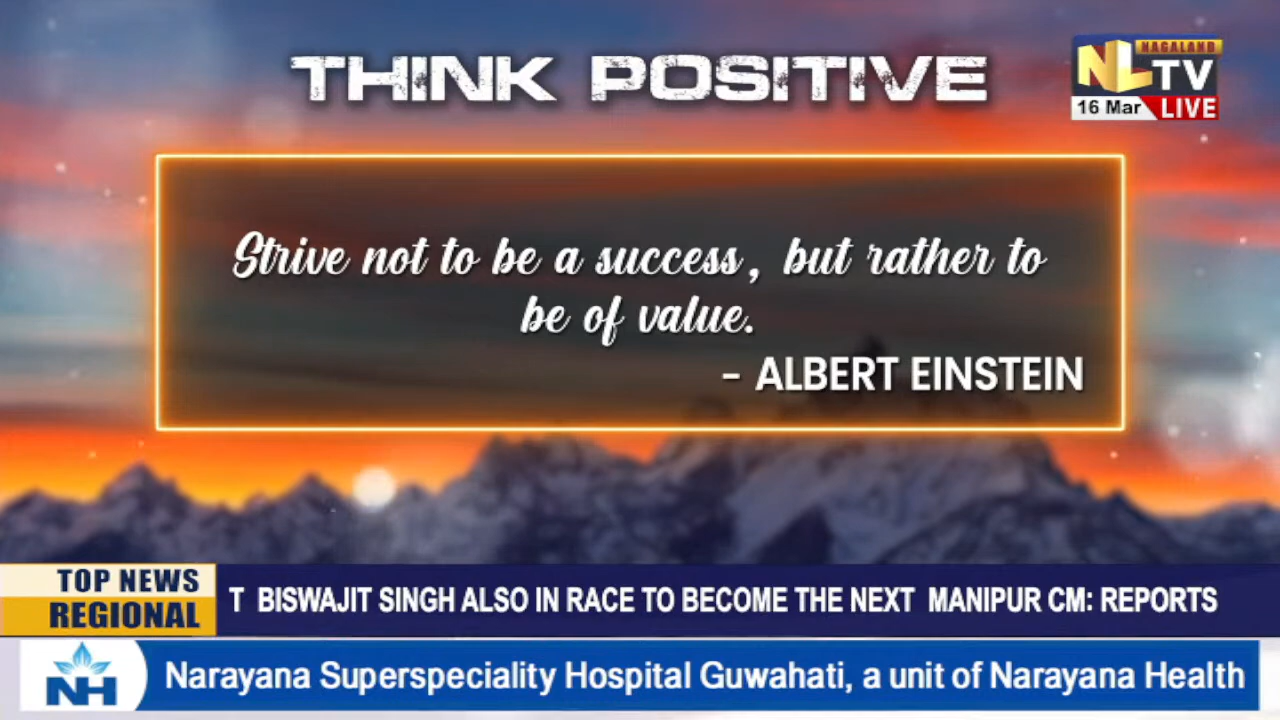 THINK POSITIVE
NAGALAND
NLTV
16 Mar LIVE
Strive not to be a success, but rather to
be of value.
- ALBERT EINSTEIN
TOP NEWS
REGIONAL
T BISWAJIT SINGH ALSO IN RACE TO BECOME THE NEXT MANIPUR CM: REPORTS
NH
Narayana Superspeciality Hospital Guwahati, a unit of Narayana Health